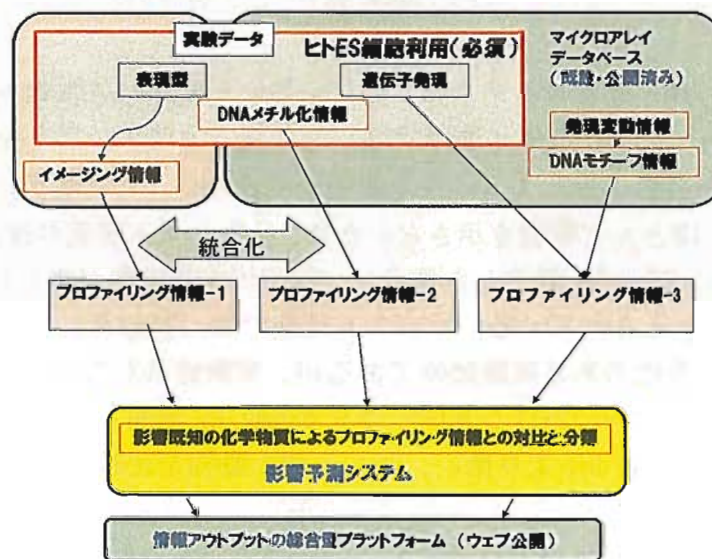 実験データ
ヒトES細胞利用(必須)
マイクロアレイ
データベース
(既設・公開済み)
表現型
遺伝子発現
DNAメチル化情報
発現変動情報
イメージング情報
DNAモチーフ情報
統合化
プロファイリング情報-1
プロファイリング情報-2
プロファイリング情報-3
影響既知の化学物質によるプロファイリング情報との対比と分類
影響予測システム
情報アウトプットの総合型プラットフォーム (ウェブ公開)